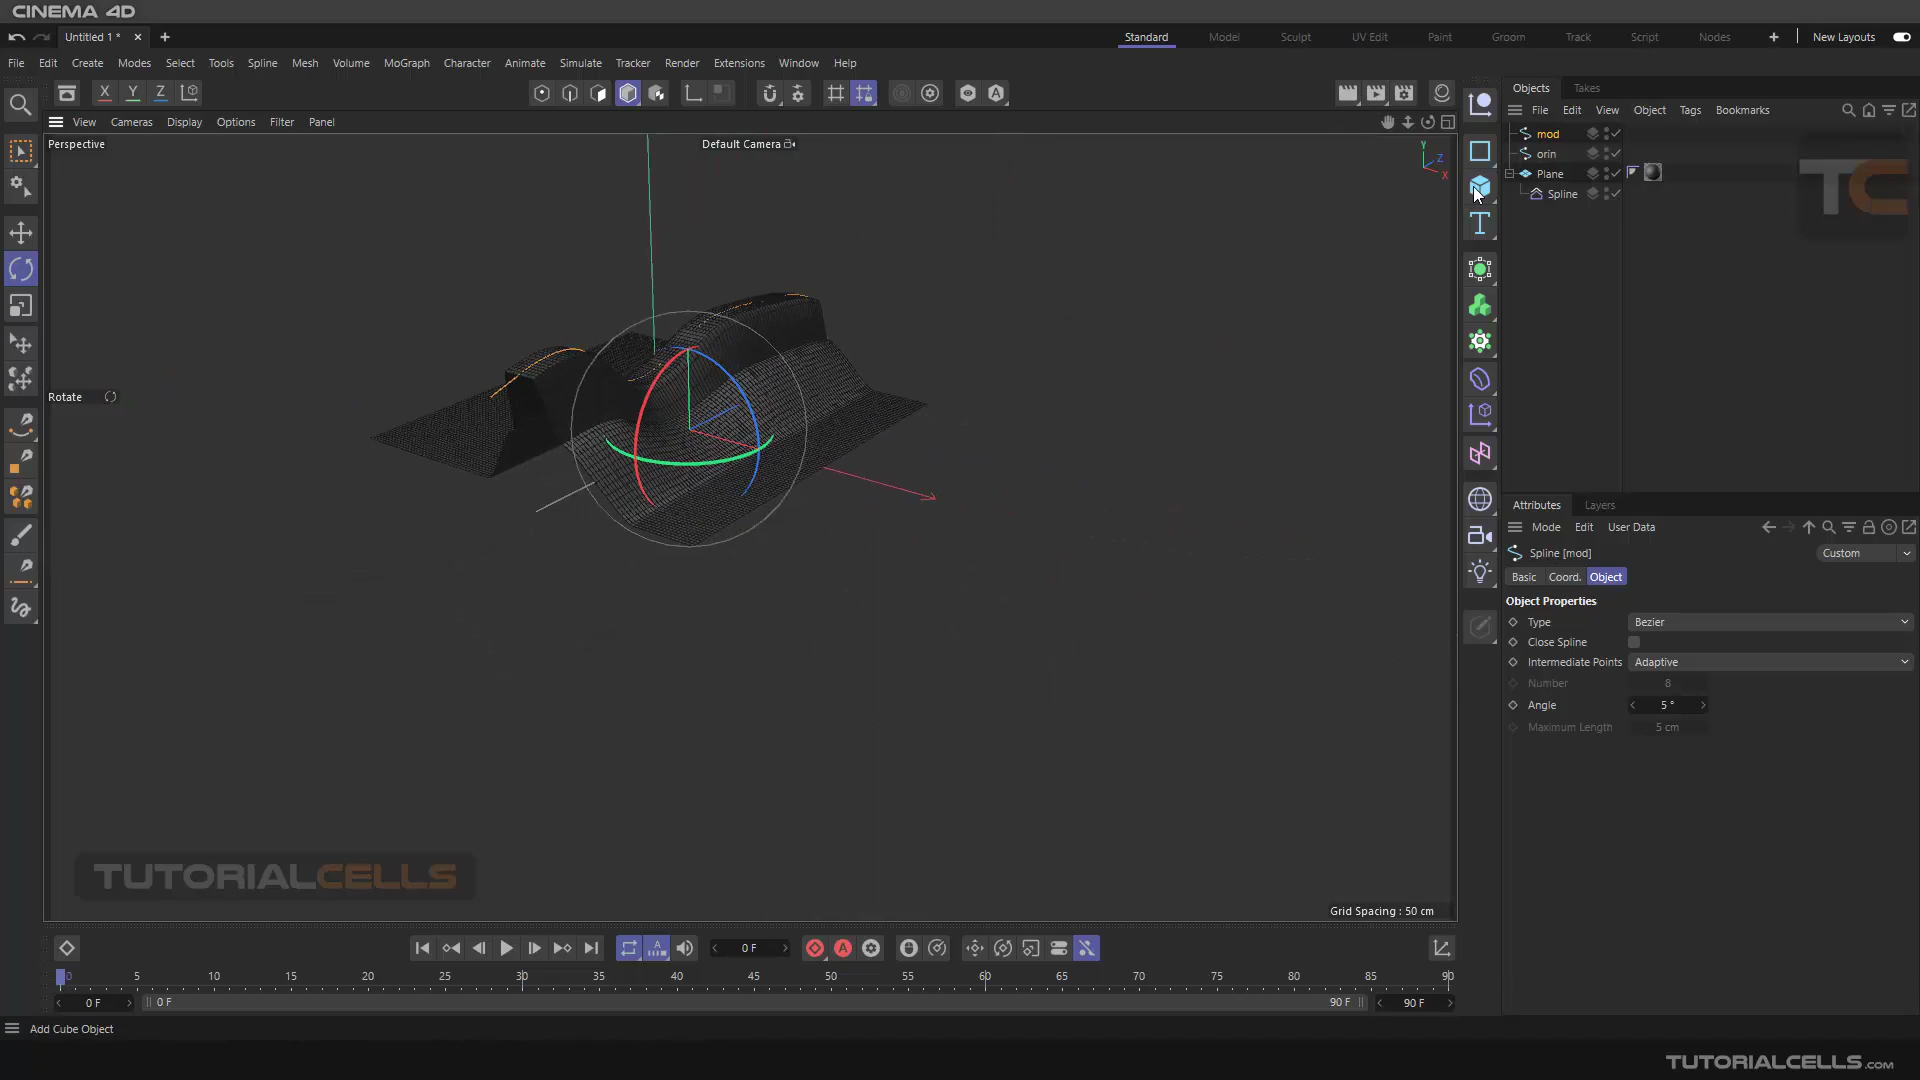 CINEMA 4D
Untitled 1 *
Standard
Model
Sculpt
UV Edit
Paint
Groom
Track
Script
Nodes
New Layouts
File
Edit
Create
Modes
Select
Tools
Spline
Mesh
Volume
MoGraph
Character
Animate
Simulate
Tracker
Render
Extensions
Window
Help
X
Y
Z
View
Cameras
Display
Options
Filter
Panel
Perspective
Default Camera
Y
Z
X
Rotate
TUTORIALCELLS
Grid Spacing : 50 cm
Objects
Takes
File
Edit
View
Object
Tags
Bookmarks
mod
orin
Plane
Spline
TC
Attributes
Layers
Mode
Edit
User Data
Spline [mod]
Custom
Basic
Coord.
Object
Object Properties
Type
Bezier
Close Spline
Intermediate Points
Adaptive
Number
8
Angle
5 °
Maximum Length
5 cm
0 F
0 5 10 15 20 25 30 35 40 45 50 55 60 65 70 75 80 85 90
0 F
0 F
90 F
90 F
Add Cube Object
TUTORIALCELLS.COM